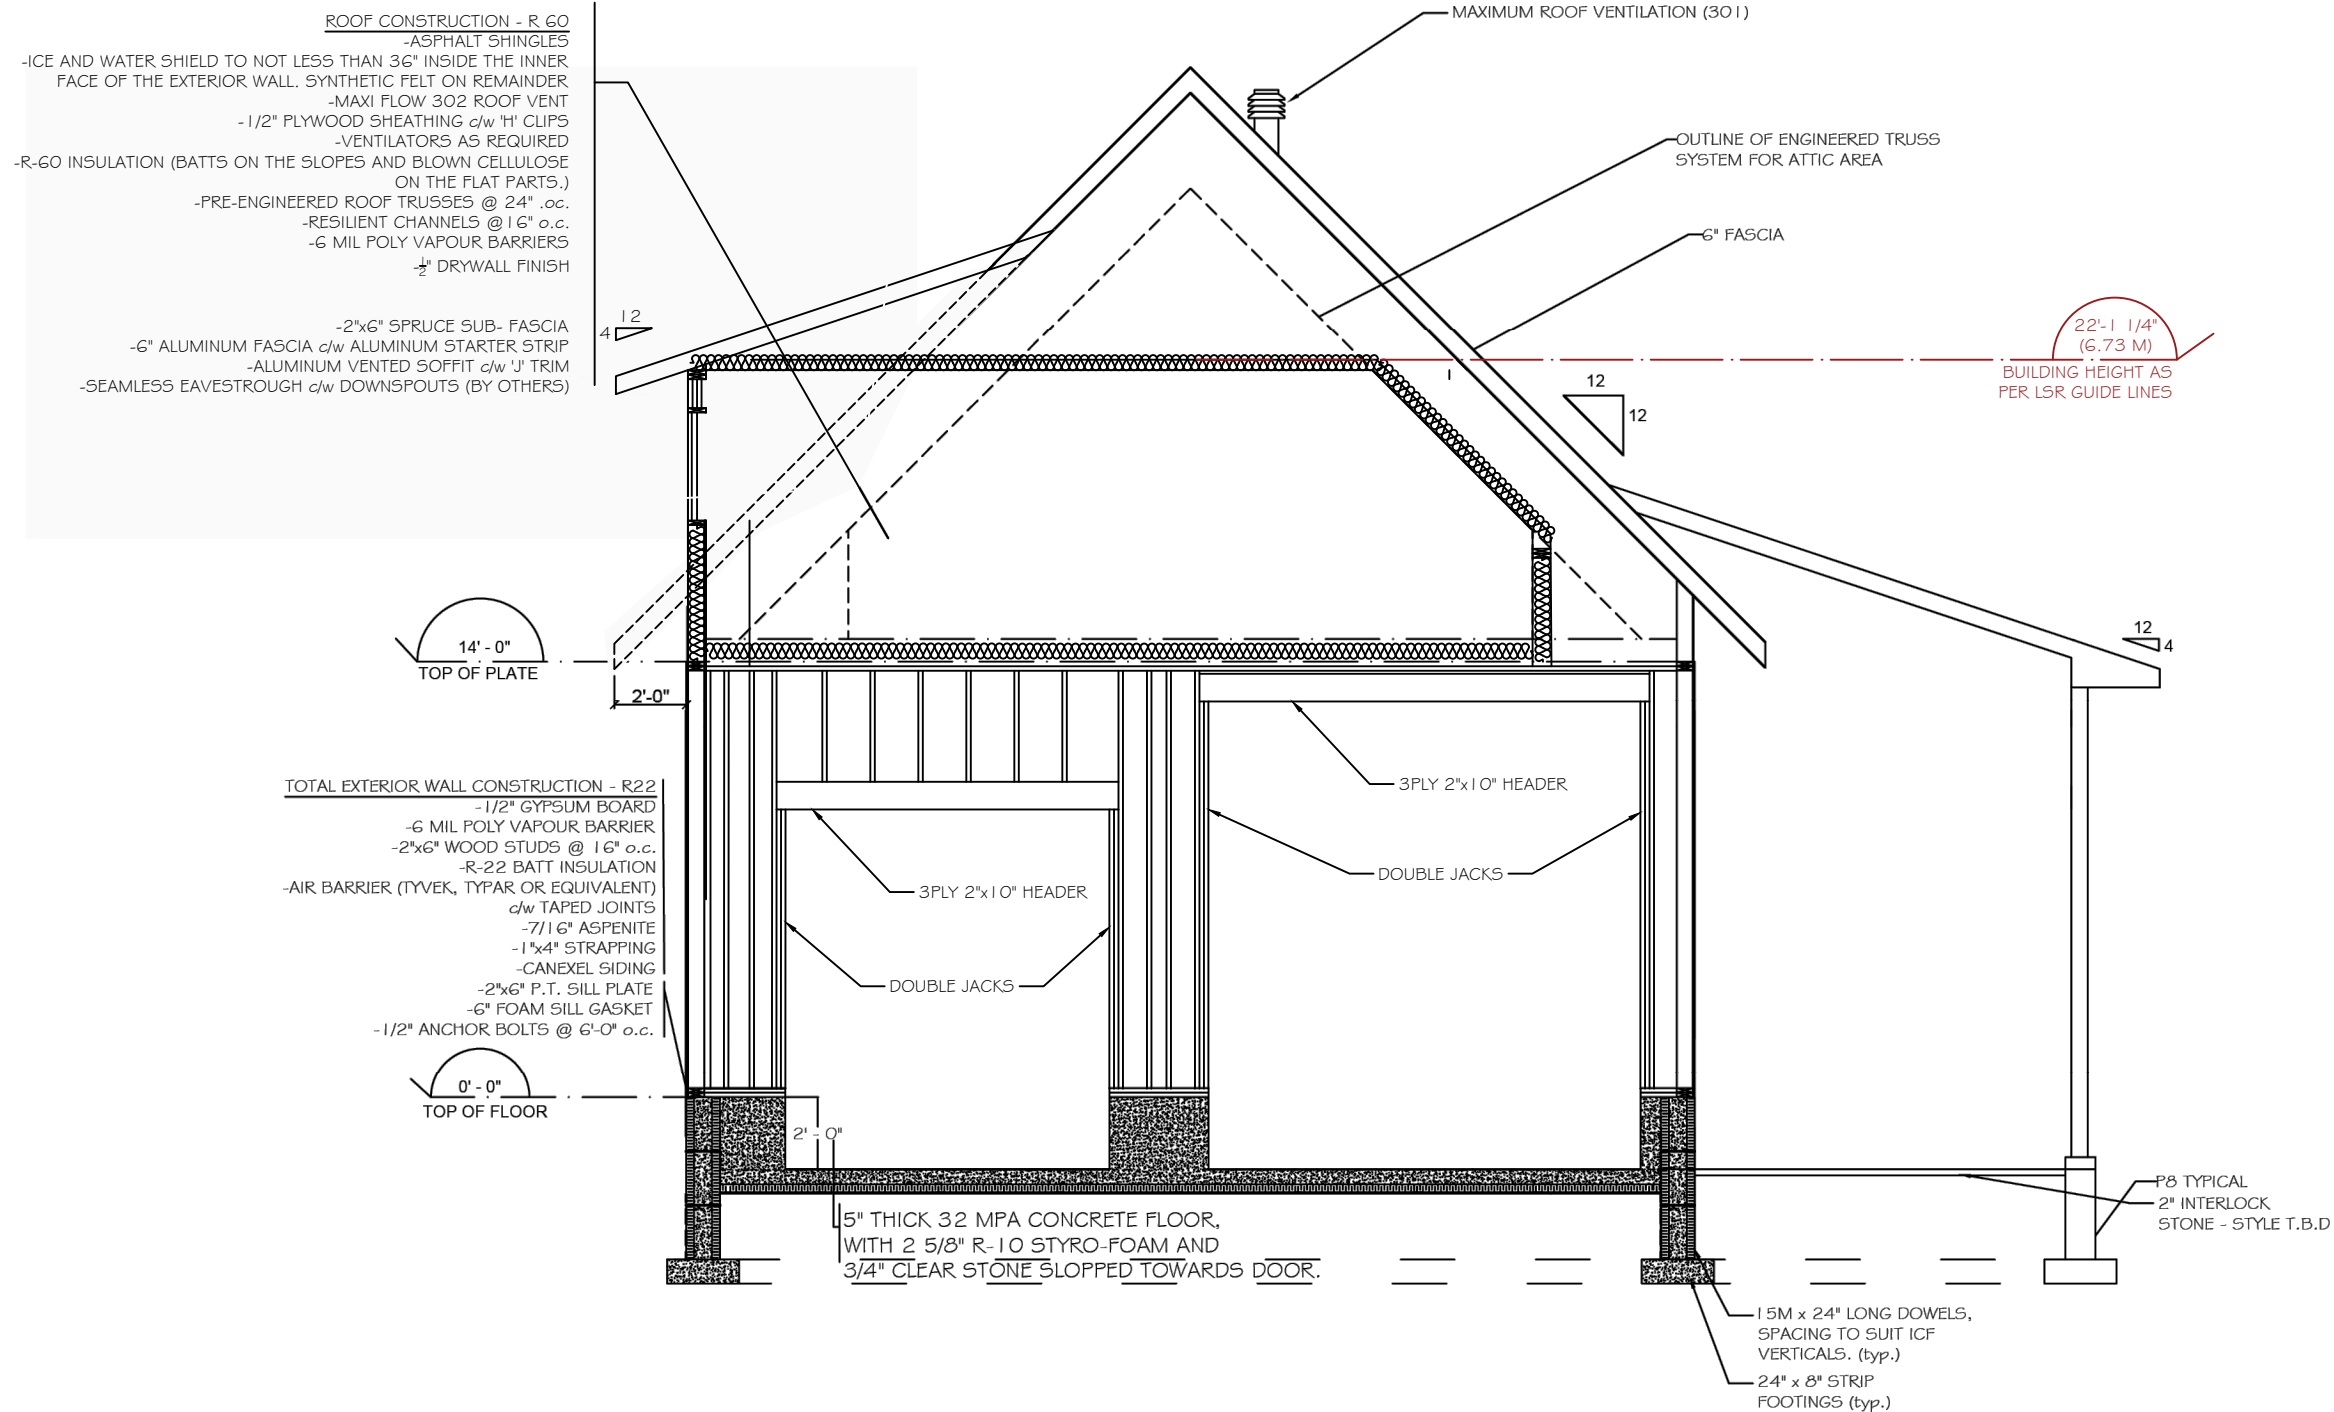 ROOF CONSTRUCTION - R 60
-ASPHALT SHINGLES
-ICE AND WATER SHIELD TO NOT LESS THAN 36" INSIDE THE INNER
FACE OF THE EXTERIOR WALL. SYNTHETIC FELT ON REMAINDER
-MAXI FLOW 302 ROOF VENT
-1/2" PLYWOOD SHEATHING c/w 'H' CLIPS
-VENTILATORS AS REQUIRED
-R-60 INSULATION (BATTS ON THE SLOPES AND BLOWN CELLULOSE
ON THE FLAT PARTS.)
-PRE-ENGINEERED ROOF TRUSSES @ 24" .oc.
-RESILIENT CHANNELS @16" o.c.
-6 MIL POLY VAPOUR BARRIERS
-1/2" DRYWALL FINISH
-2"x6" SPRUCE SUB- FASCIA
-6" ALUMINUM FASCIA c/w ALUMINUM STARTER STRIP
-ALUMINUM VENTED SOFFIT c/w 'J' TRIM
-SEAMLESS EAVESTROUGH c/w DOWNSPOUTS (BY OTHERS)
12
4
MAXIMUM ROOF VENTILATION (301)
OUTLINE OF ENGINEERED TRUSS
SYSTEM FOR ATTIC AREA
6" FASCIA
22'-1 1/4"
(6.73 M)
BUILDING HEIGHT AS
PER LSR GUIDE LINES
12
12
12
4
14' - 0"
TOP OF PLATE
2'-0"
TOTAL EXTERIOR WALL CONSTRUCTION - R22
-1/2" GYPSUM BOARD
-6 MIL POLY VAPOUR BARRIER
-2"x6" WOOD STUDS @ 16" o.c.
-R-22 BATT INSULATION
-AIR BARRIER (TYVEK, TYPAR OR EQUIVALENT)
c/w TAPED JOINTS
-7/16" ASPENITE
-1"x4" STRAPPING
-CANEXEL SIDING
-2"x6" P.T. SILL PLATE
-6" FOAM SILL GASKET
-1/2" ANCHOR BOLTS @ 6'-0" o.c.
0' - 0"
TOP OF FLOOR
3PLY 2"x10" HEADER
DOUBLE JACKS
3PLY 2"x10" HEADER
DOUBLE JACKS
2' - 0"
5" THICK 32 MPA CONCRETE FLOOR,
WITH 2 5/8" R-10 STYRO-FOAM AND
3/4" CLEAR STONE SLOPPED TOWARDS DOOR.
P8 TYPICAL
2" INTERLOCK
STONE - STYLE T.B.D
15M x 24" LONG DOWELS,
SPACING TO SUIT ICF
VERTICALS. (typ.)
24" x 8" STRIP
FOOTINGS (typ.)